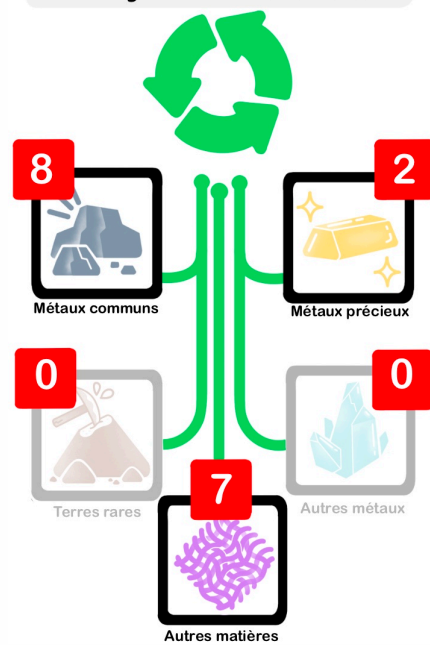 8
2
Métaux communs
Métaux précieux
0
0
Terres rares
Autres métaux
7
Autres matières